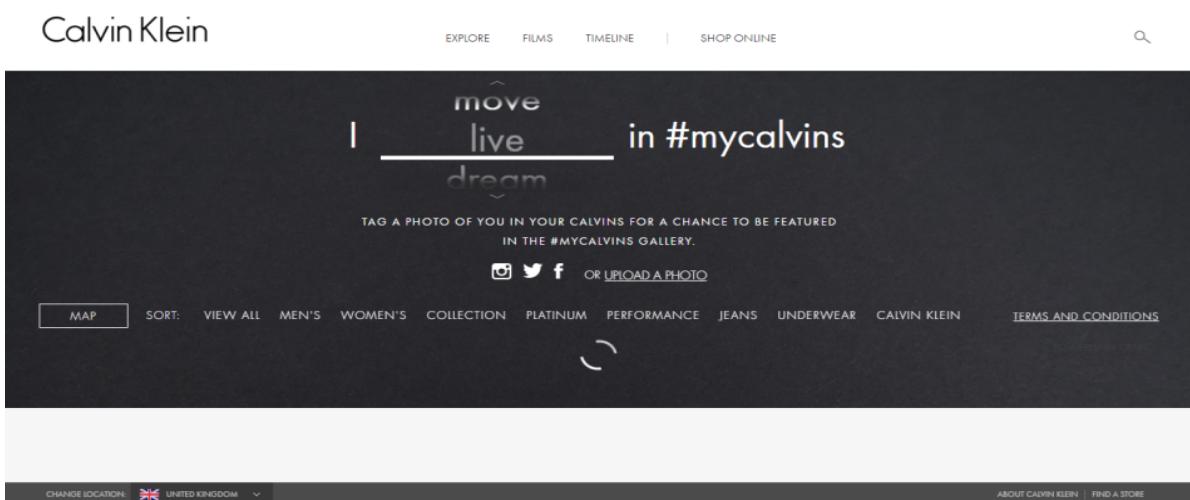 Calvin Klein
EXPLORE FILMS TIMELINE | SHOP ONLINE
move
I live in #mycalvins
dream
TAG A PHOTO OF YOU IN YOUR CALVINS FOR A CHANCE TO BE FEATURED
IN THE #MYCALVINS GALLERY.
OR UPLOAD A PHOTO
MAP SORT: VIEW ALL MEN'S WOMEN'S COLLECTION PLATINUM PERFORMANCE JEANS UNDERWEAR CALVIN KLEIN TERMS AND CONDITIONS
CHANGE LOCATION: UNITED KINGDOM ABOUT CALVIN KLEIN | FIND A STORE